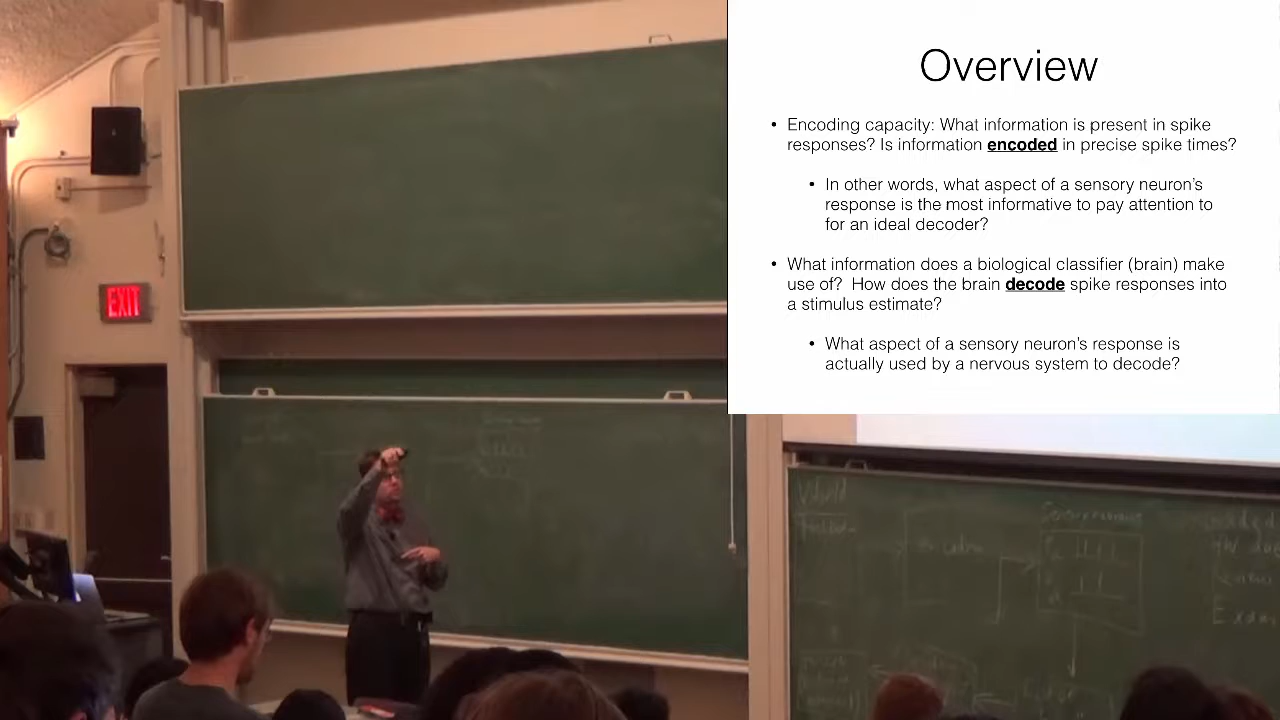 Overview
• Encoding capacity: What information is present in spike
responses? Is information encoded in precise spike times?
• In other words, what aspect of a sensory neuron's
response is the most informative to pay attention to
for an ideal decoder?
• What information does a biological classifier (brain) make
use of? How does the brain decode spike responses into
a stimulus estimate?
• What aspect of a sensory neuron's response is
actually used by a nervous system to decode?
EXIT